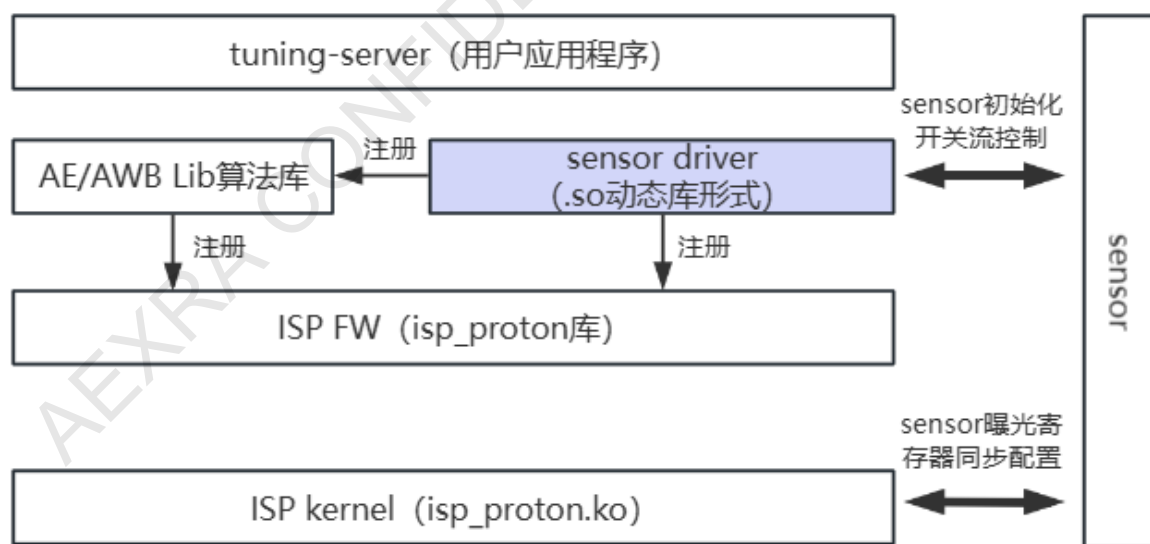 tuning-server（用户应用程序）
sensor初始化
开关流控制
AE/AWB Lib算法库
注册
sensor driver
(.so动态库形式)
注册
注册
ISP FW（isp_proton库）
sensor
sensor曝光寄
存器同步配置
ISP kernel（isp_proton.ko）
AEXRA CONFIDE